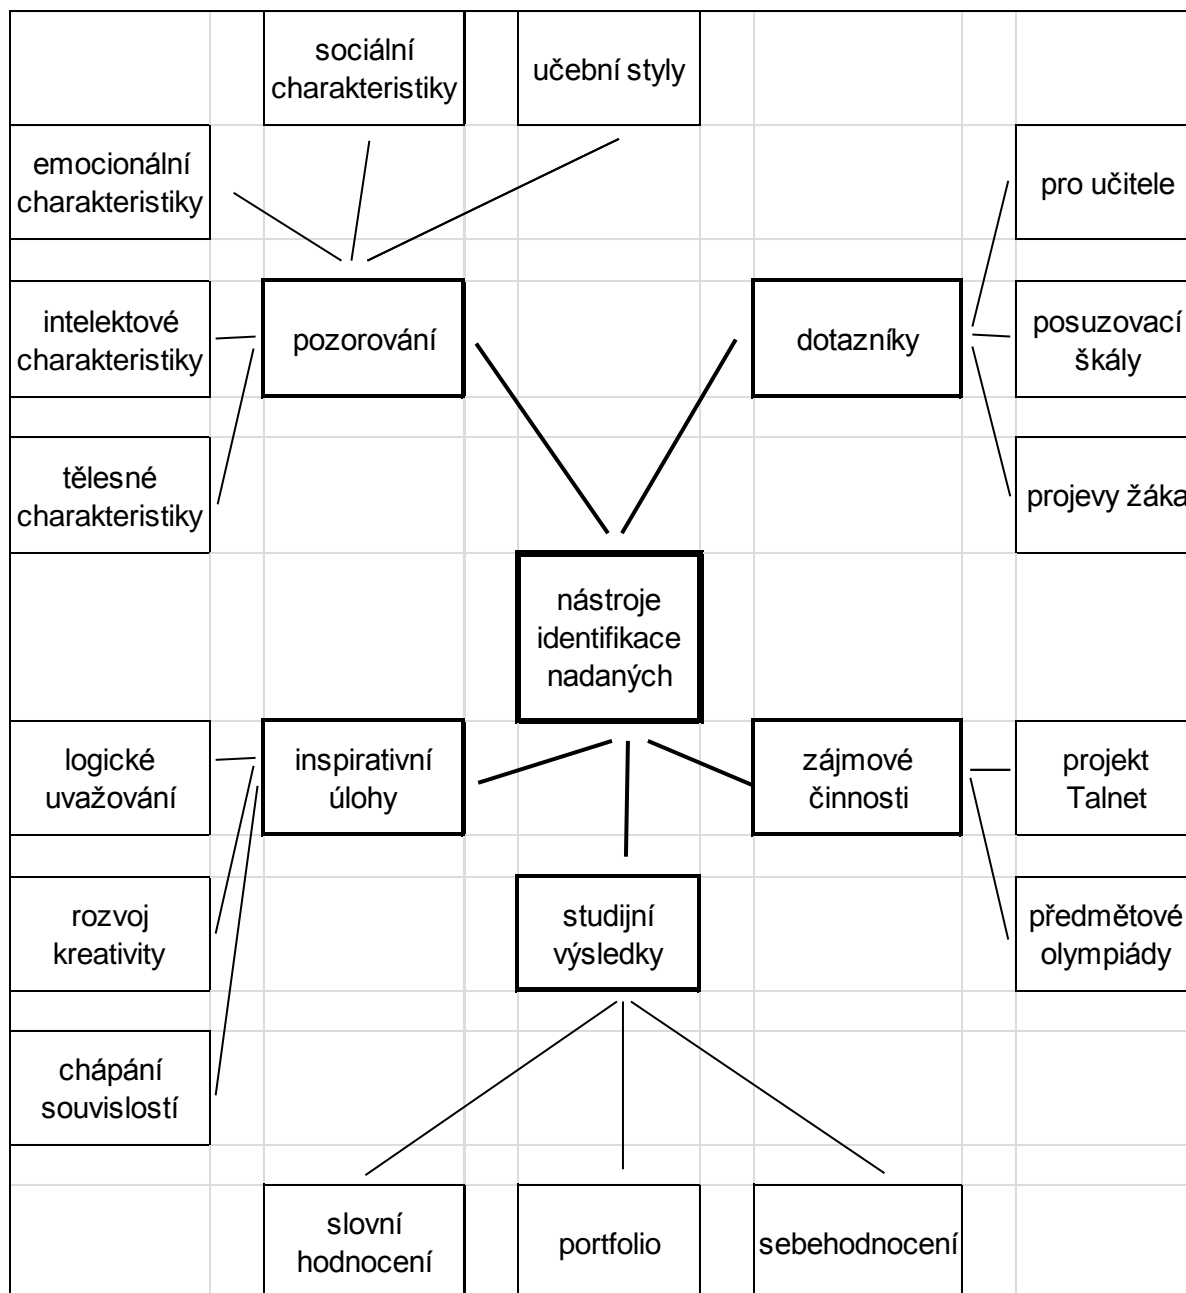 sociální
charakteristiky
učební styly
emocionální
charakteristiky
pro učitele
intelektové
charakteristiky
pozorování
dotazníky
posuzovací
škály
tělesné
charakteristiky
projevy žáka
nástroje
identifikace
nadaných
logické
uvažování
inspirativní
úlohy
zájmové
činnosti
projekt
Talnet
rozvoj
kreativity
studijní
výsledky
předmětové
olympiády
chápání
souvislostí
slovní
hodnocení
portfolio
sebehodnocení